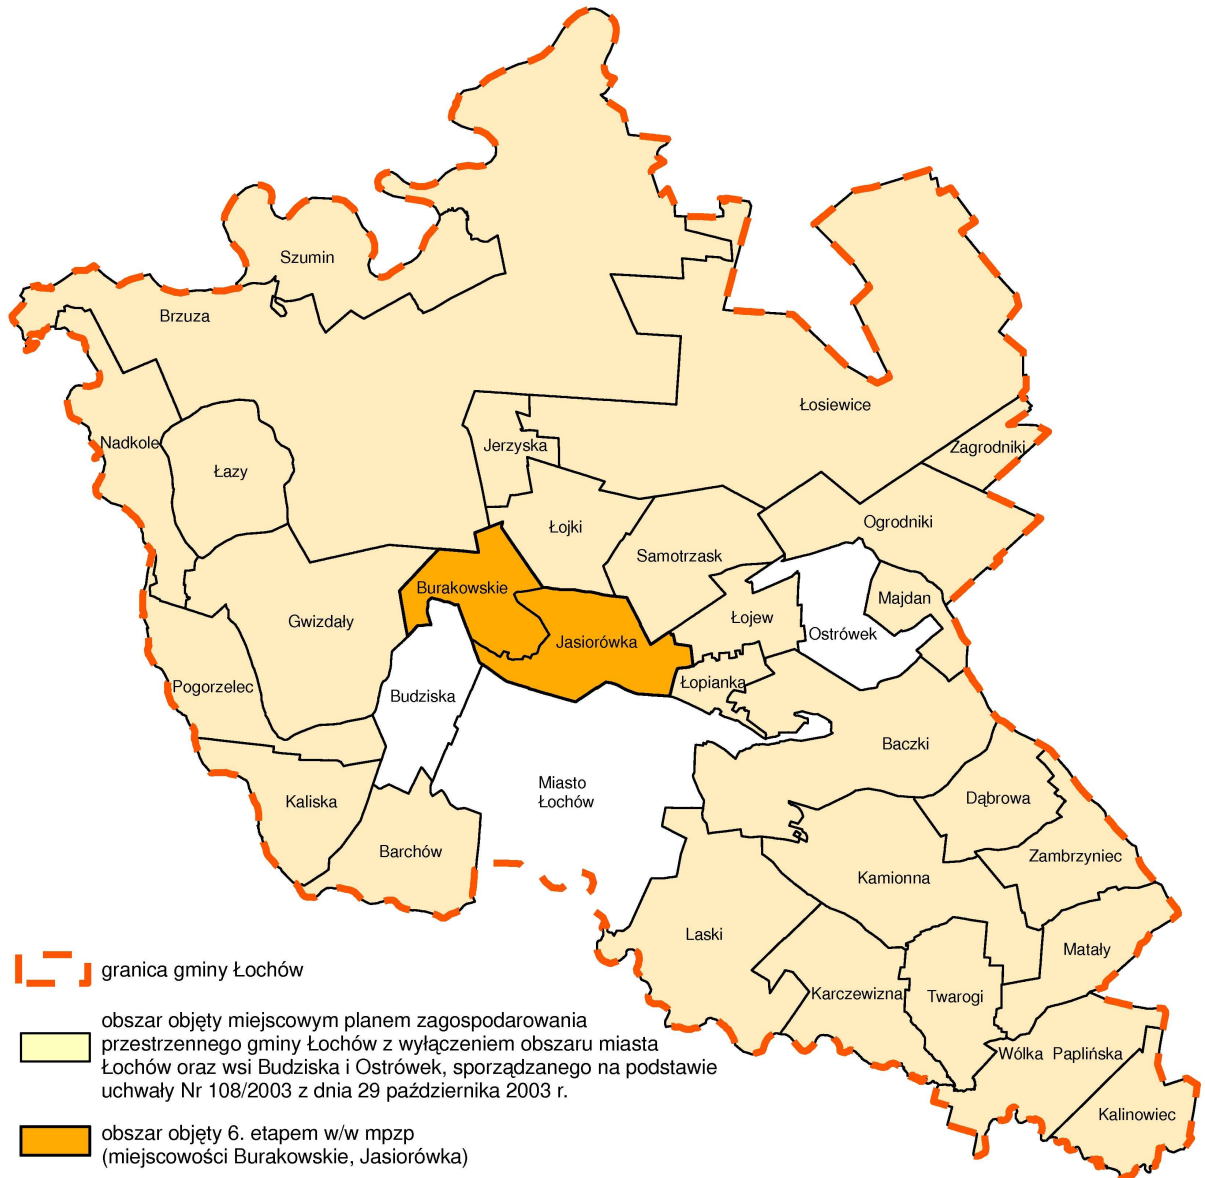 Szumin
Brzuza
Łosiewice
Nadkole
Jerzyska
Zagrodniki
Łazy
Łojki
Ogrodniki
Samotrzask
Burakowskie
Majdan
Gwizdały
Łojew
Jasiorówka
Ostrówek
Pogorzelec
Łopianka
Budziska
Baczki
Miasto
Łochów
Kaliska
Dąbrowa
Barchów
Zambrzyniec
Kamionna
Laski
Matały
Karczewizna
Twarogi
Wólka Paplińska
Kalinowiec
granica gminy Łochów
obszar objęty miejscowym planem zagospodarowania
przestrzennego gminy Łochów z wyłączeniem obszaru miasta
Łochów oraz wsi Budziska i Ostrówek, sporządzanego na podstawie
uchwały Nr 108/2003 z dnia 29 października 2003 r.
obszar objęty 6. etapem w/w mpzp
(miejscowości Burakowskie, Jasiorówka)